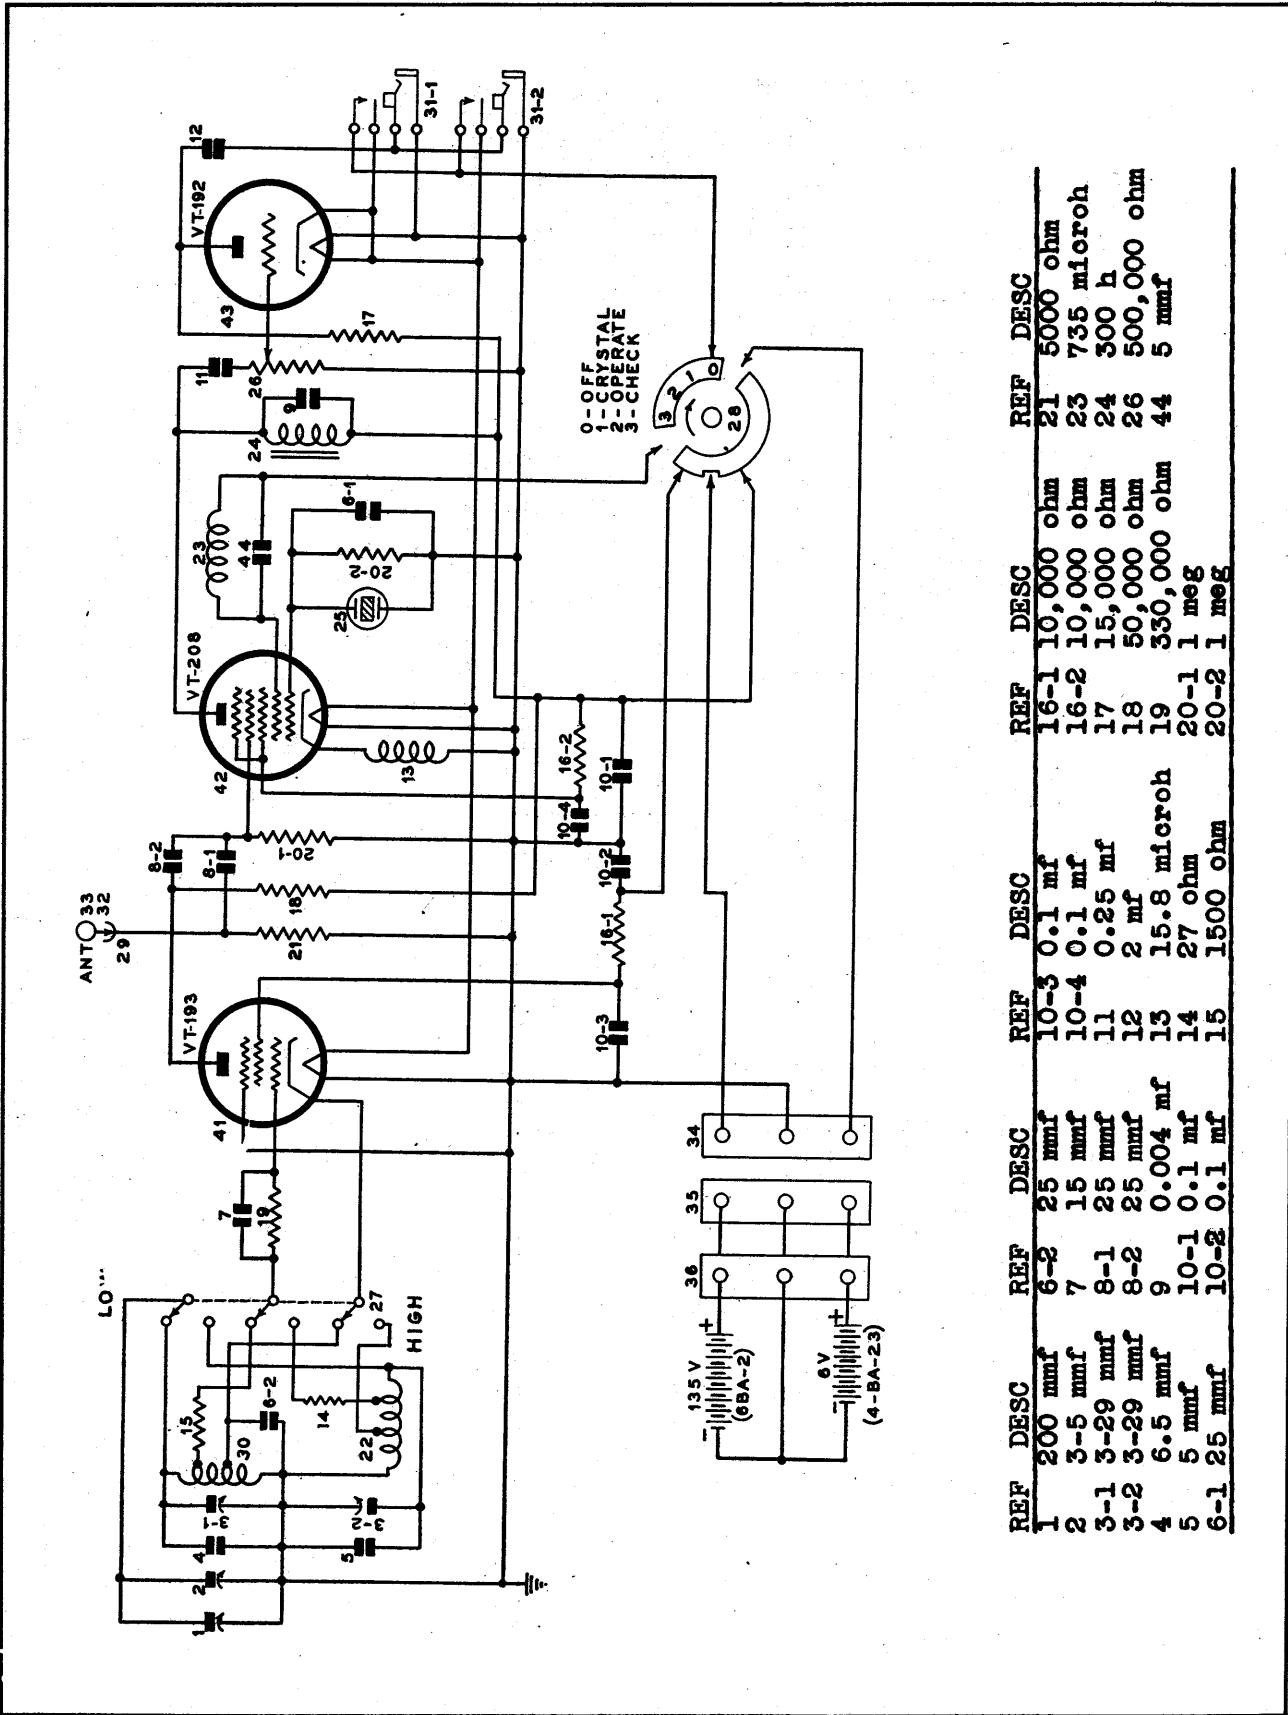 ANT
33
32
29
VT-193
VT-208
VT-192
41
42
43
8-2
8-1
12
1
2
4
3-1
15
30
6-2
7
19
21
18
20-1
23
44
24
9
11
26
17
5
3-2
22
14
27
HIGH
13
25
20-2
6-1
31-1
31-2
10-3
16-1
10-2
10-4
16-2
10-1
0-OFF
1-CRYSTAL
2-OPERATE
3-CHECK
3
2
1
0
28
36
35
34
135 V
(6BA-2)
+
-
6V
(4-BA-23)
+
-
REF DESC REF DESC REF DESC REF DESC REF DESC
1 200 mmf 6-2 25 mmf 10-3 0.1 mf 16-1 10,000 ohm 21 5000 ohm
2 3-5 mmf 7 15 mmf 10-4 0.1 mf 16-2 10,000 ohm 23 735 microh
3-1 3-29 mmf 8-1 25 mmf 11 0.25 mf 17 15,000 ohm 24 300 h
3-2 3-29 mmf 8-2 25 mmf 12 2 mf 18 50,000 ohm 26 500,000 ohm
4 6.5 mmf 9 0.004 mf 13 15.8 microh 19 330,000 ohm 44 5 mmf
5 5 mmf 10-1 0.1 mf 14 27 ohm 20-1 1 meg
6-1 25 mmf 10-2 0.1 mf 15 1500 ohm 20-2 1 meg